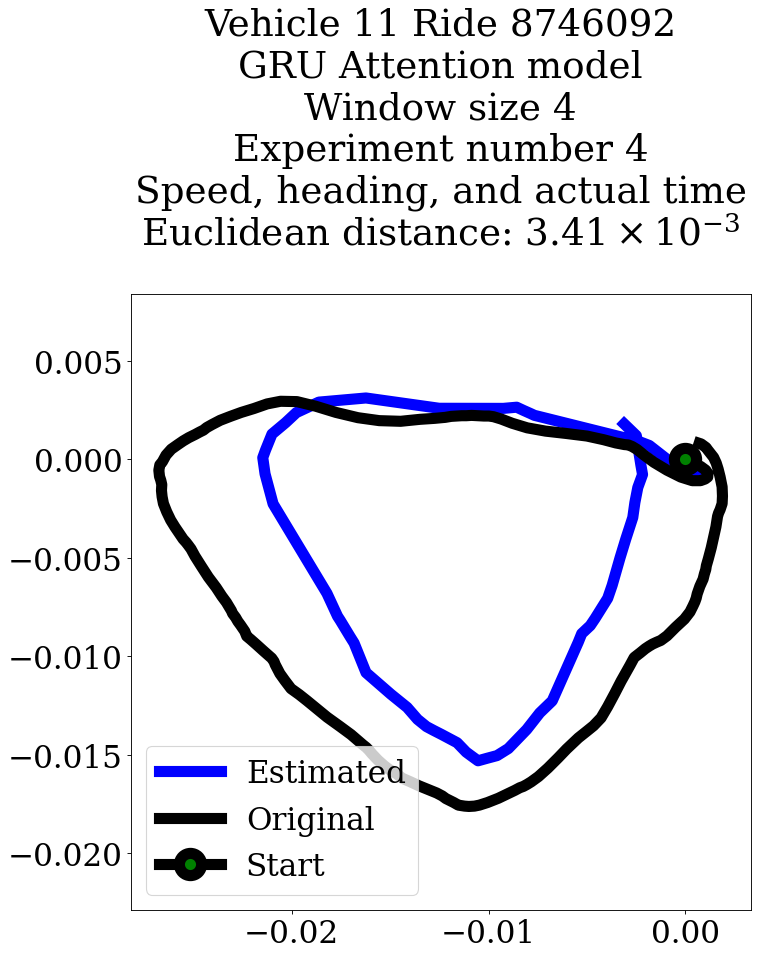 Vehicle 11 Ride 8746092
GRU Attention model
Window size 4
Experiment number 4
Speed, heading, and actual time
Euclidean distance: 3.41 × 10⁻³
0.005
0.000
−0.005
−0.010
−0.015
−0.020
Estimated
Original
Start
−0.02
−0.01
0.00